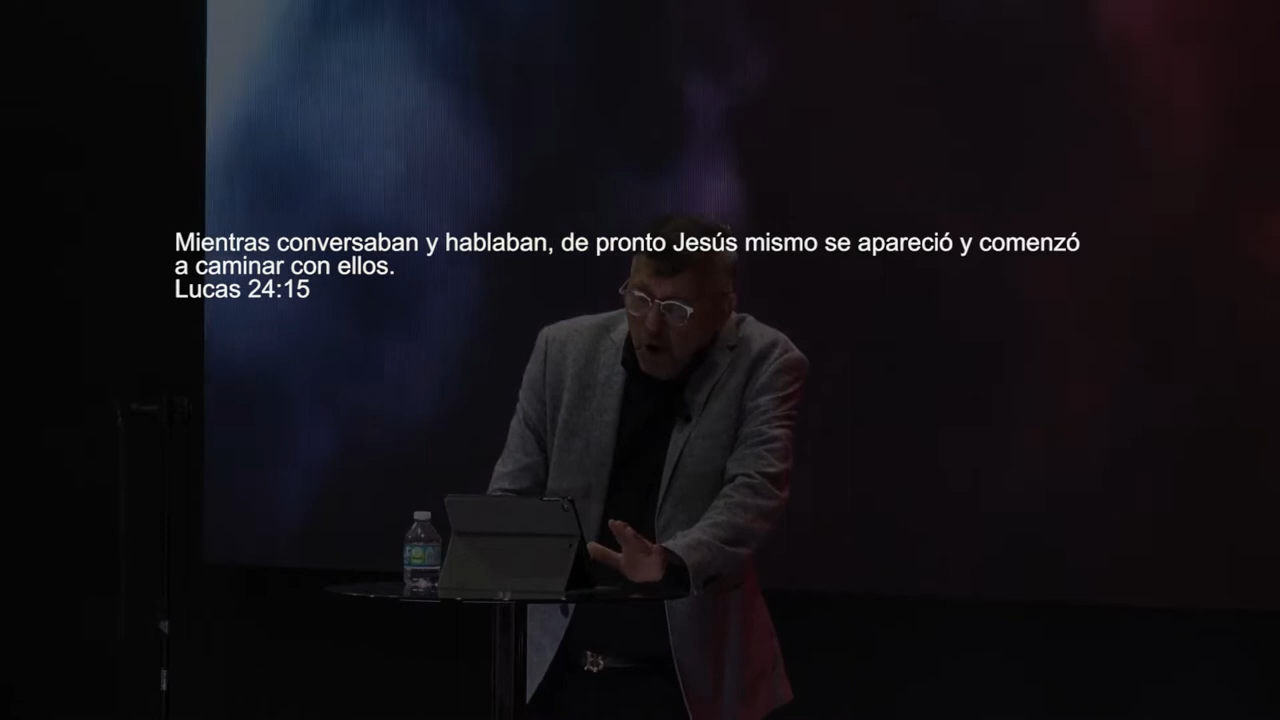 Mientras conversaban y hablaban, de pronto Jesús mismo se apareció y comenzó
a caminar con ellos.
Lucas 24:15